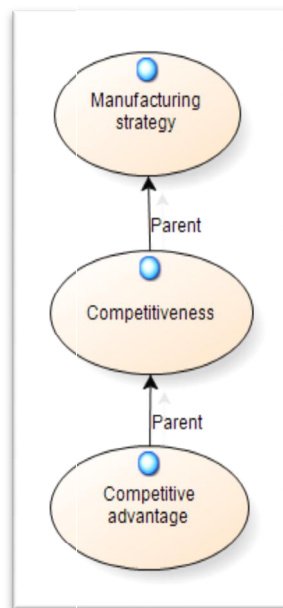 Manufacturing
strategy
Parent
Competitiveness
Parent
Competitive
advantage